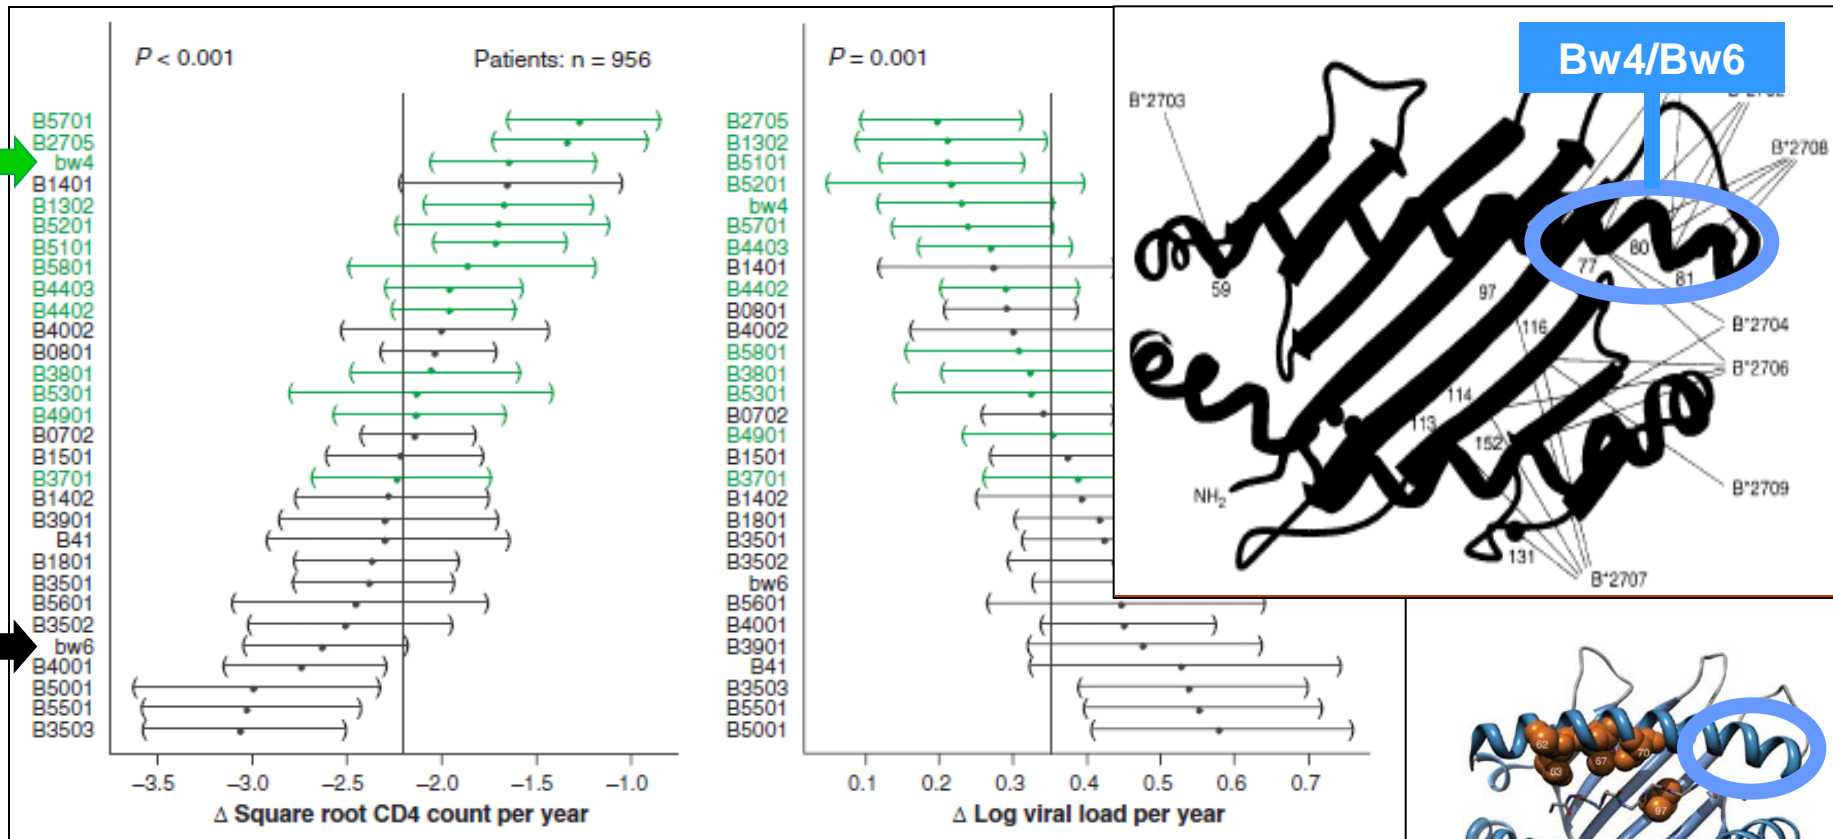 P < 0.001
Patients: n = 956
B5701
B2705
bw4
B1401
B1302
B5201
B5101
B5801
B4403
B4402
B4002
B0801
B3801
B5301
B4901
B0702
B1501
B3701
B1402
B3901
B41
B1801
B3501
B5601
B3502
bw6
B4001
B5001
B5501
B3503
−3.5 −3.0 −2.5 −2.0 −1.5 −1.0
Δ Square root CD4 count per year
P = 0.001
B2705
B1302
B5101
B5201
bw4
B5701
B4403
B1401
B4402
B0801
B4002
B5801
B3801
B5301
B0702
B4901
B1501
B3701
B1402
B1801
B3501
B3502
bw6
B5601
B4001
B3901
B41
B3503
B5501
B5001
0.1 0.2 0.3 0.4 0.5 0.6 0.7
Δ Log viral load per year
Bw4/Bw6
B*2703
B*2708
59
80
77
81
97
116
B*2704
B*2706
114
113
152
B*2709
NH2
131
B*2707
62
63
67
70
97